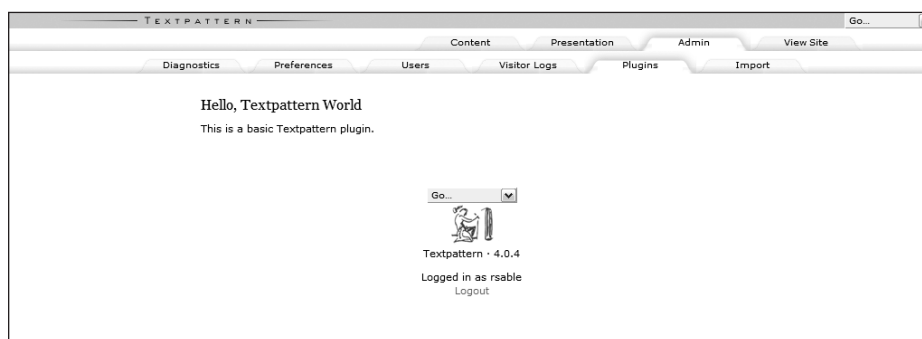 TEXTPATTERN
Go...
Content Presentation Admin View Site
Diagnostics Preferences Users Visitor Logs Plugins Import
Hello, Textpattern World
This is a basic Textpattern plugin.
Go...
Textpattern · 4.0.4
Logged in as rsable
Logout